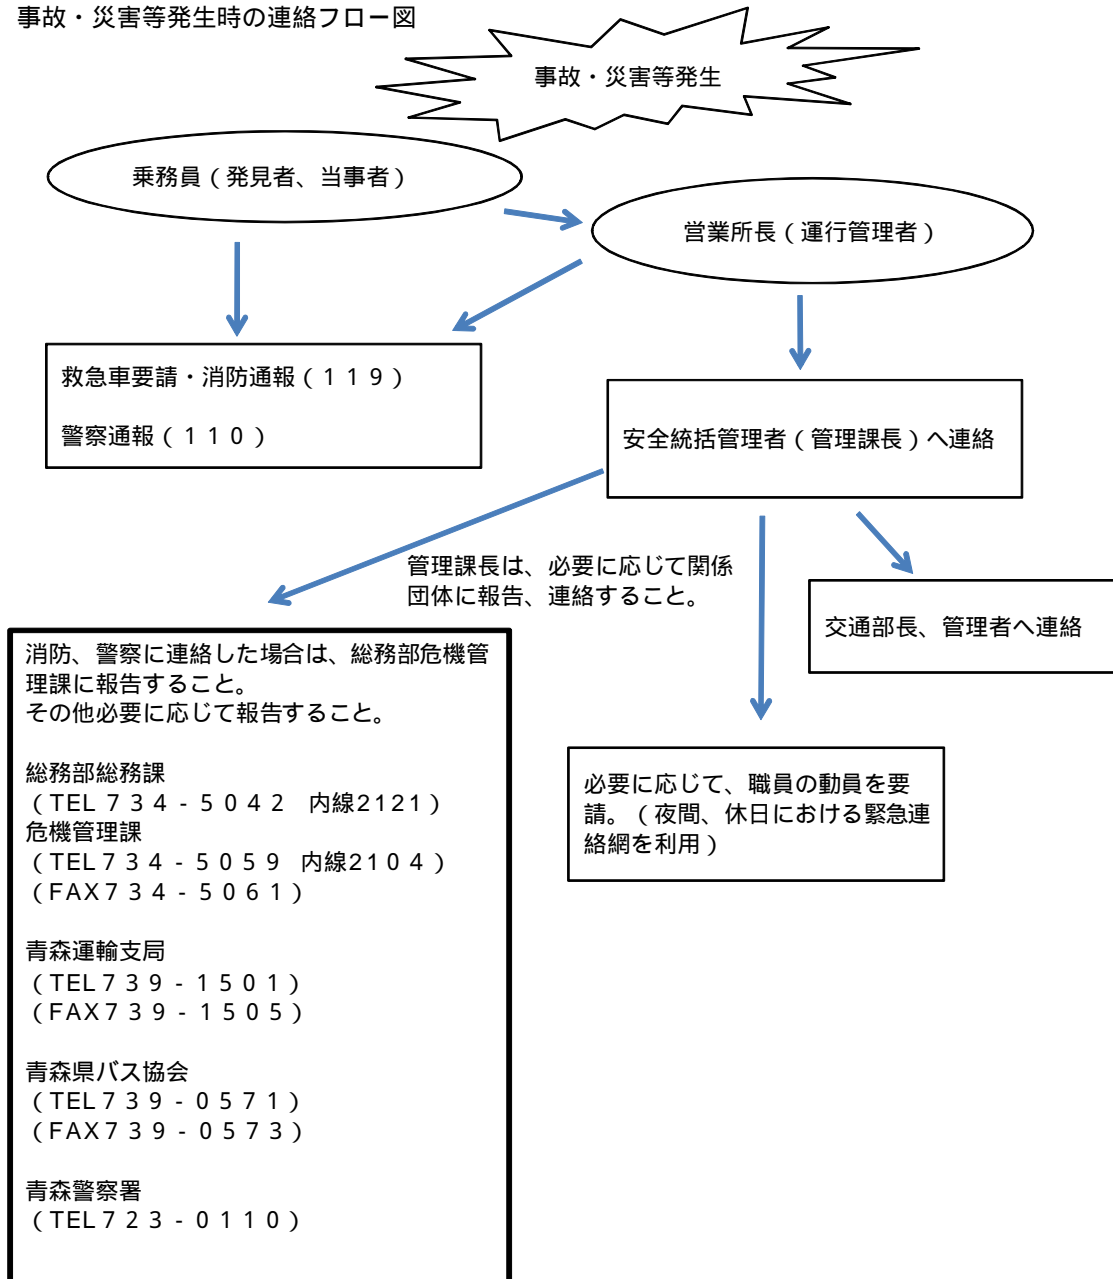 事故・災害等発生時の連絡フロー図
事故・災害等発生
乗務員（発見者、当事者）
営業所長（運行管理者）
救急車要請・消防通報（１１９）
警察通報（１１０）
安全統括管理者（管理課長）へ連絡
管理課長は、必要に応じて関係
団体に報告、連絡すること。
交通部長、管理者へ連絡
消防、警察に連絡した場合は、総務部危機管
理課に報告すること。
その他必要に応じて報告すること。
総務部総務課
（TEL７３４-５０４２　内線2121）
危機管理課
（TEL７３４-５０５９　内線2１０４）
（FAX７３４-５０６１）
青森運輸支局
（TEL７３９-１５０１）
（FAX７３９-１５０５）
青森県バス協会
（TEL７３９-０５７１）
（FAX７３９-０５７３）
青森警察署
（TEL７２３-０１１０）
必要に応じて、職員の動員を要
請。（夜間、休日における緊急連
絡網を利用）